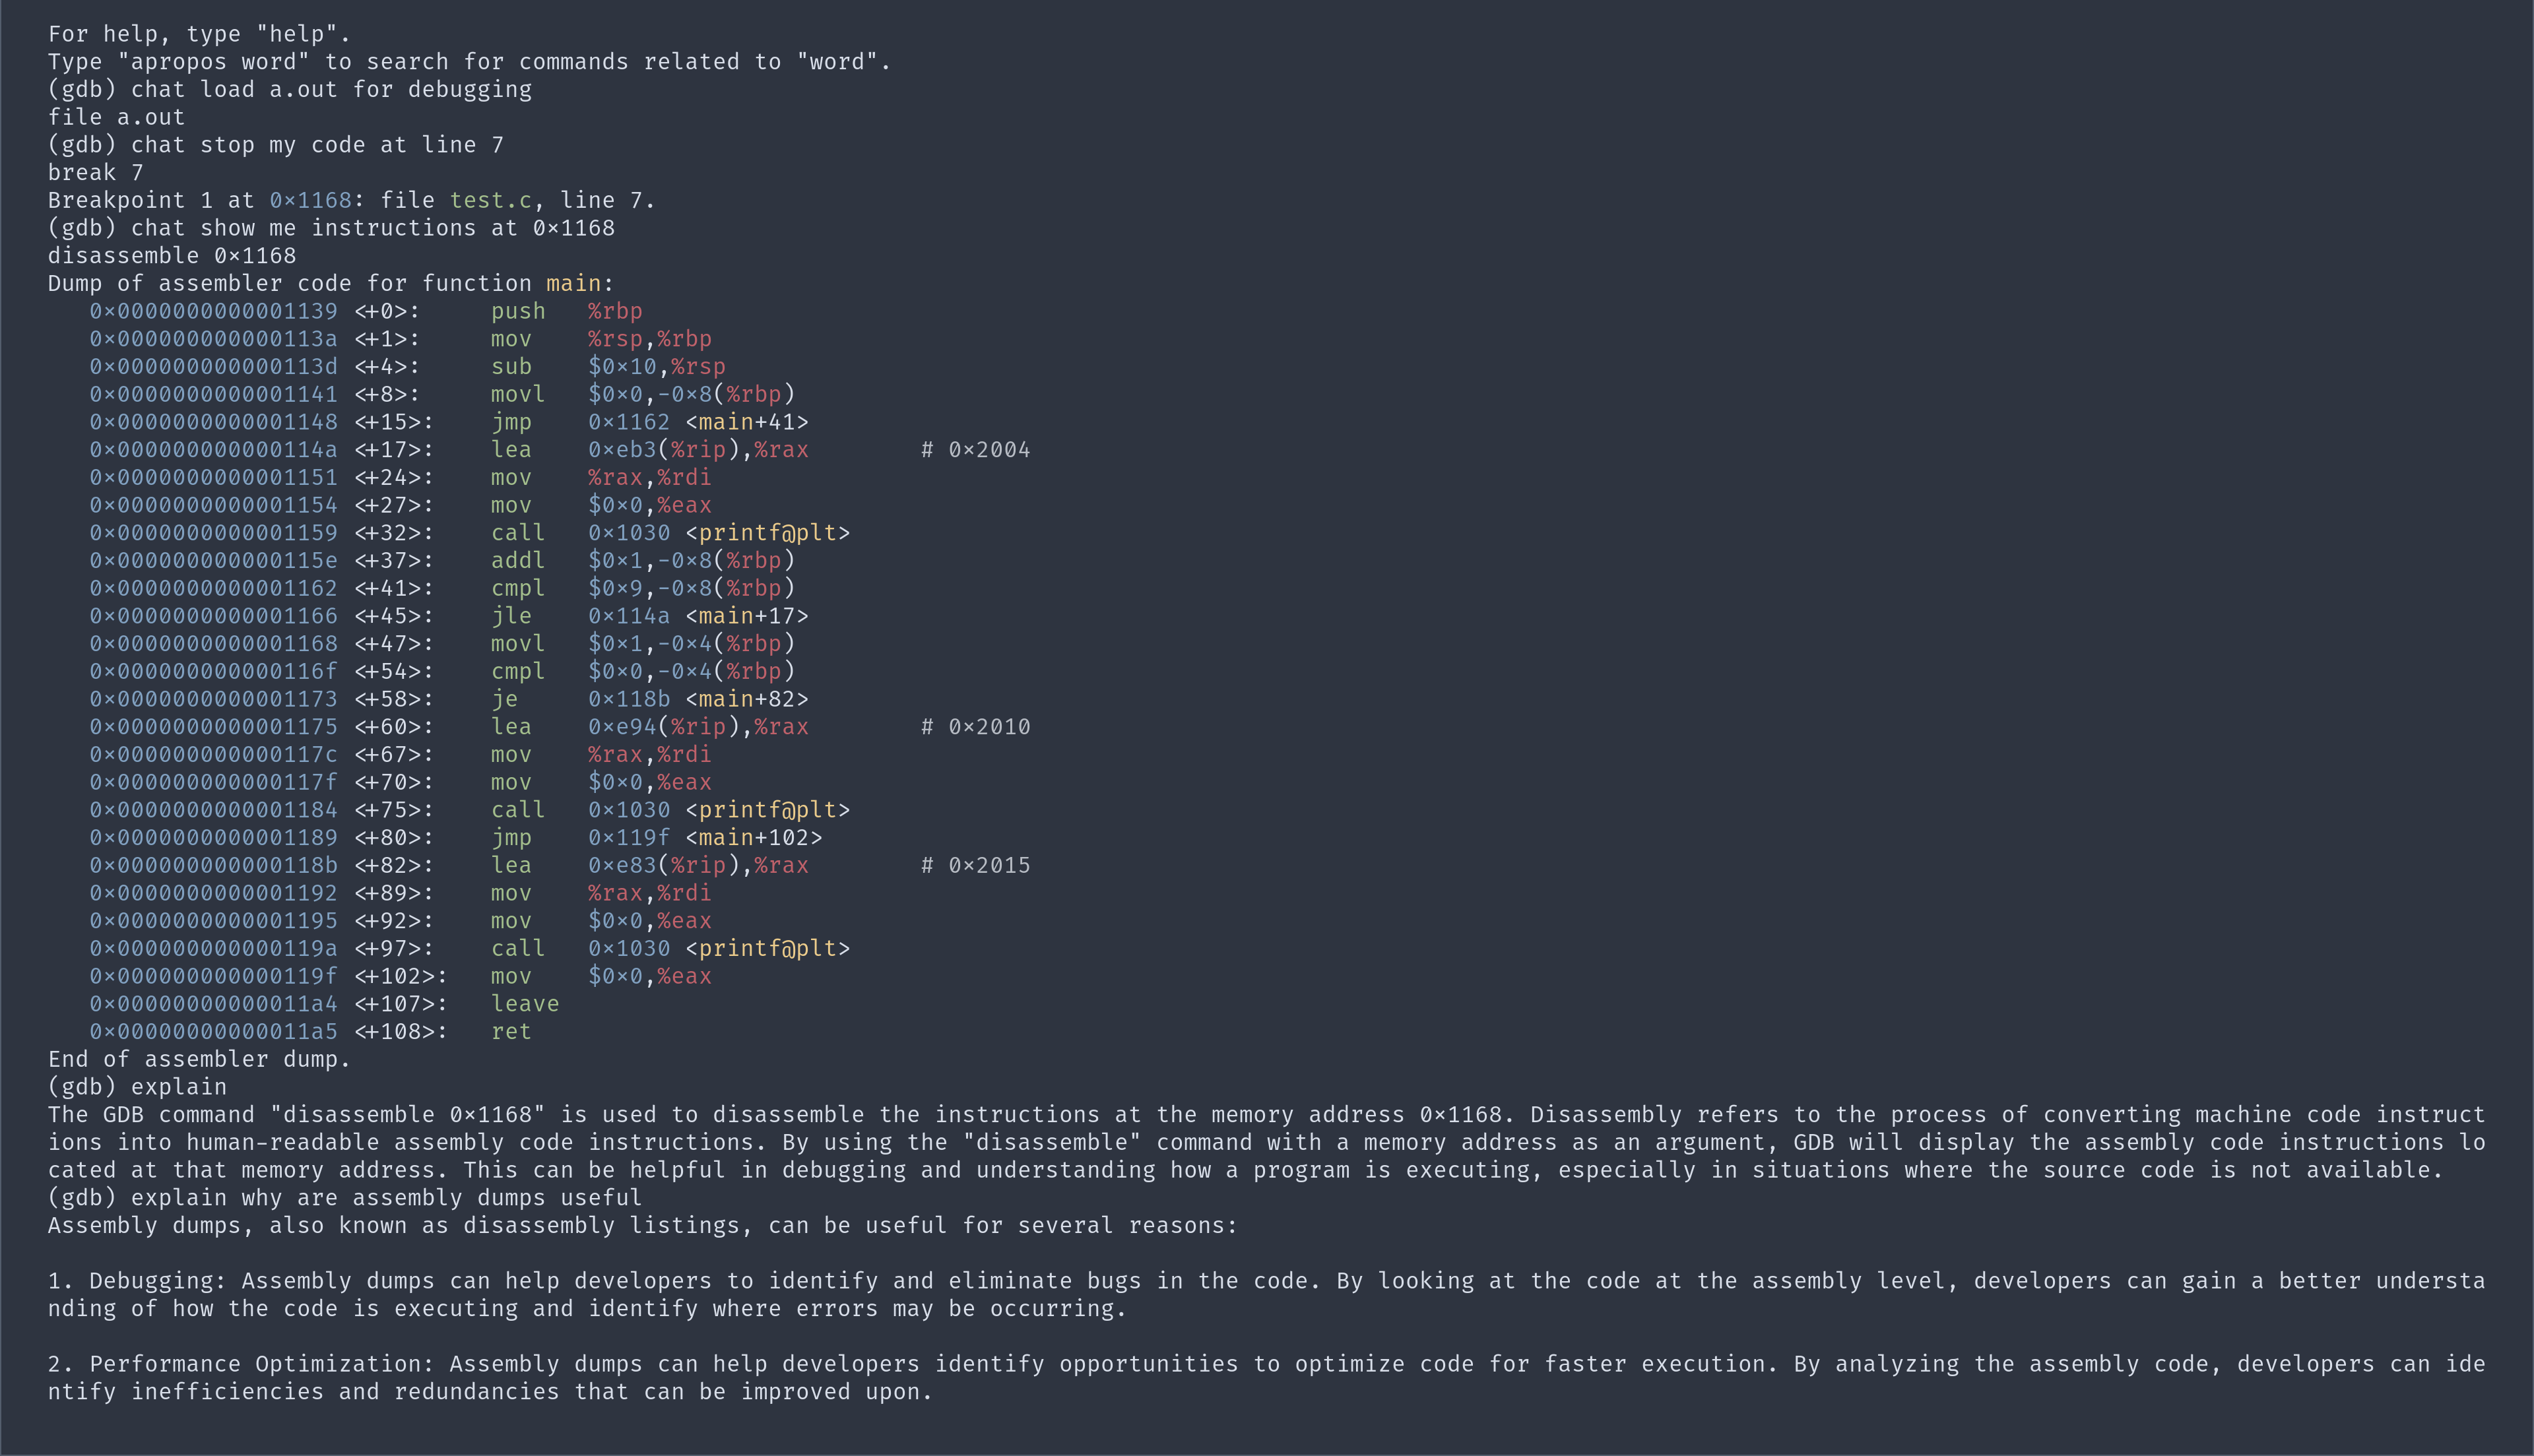 For help, type "help".
Type "apropos word" to search for commands related to "word".
(gdb) chat load a.out for debugging
file a.out
(gdb) chat stop my code at line 7
break 7
Breakpoint 1 at 0x1168: file test.c, line 7.
(gdb) chat show me instructions at 0x1168
disassemble 0x1168
Dump of assembler code for function main:
   0x0000000000001139 <+0>:     push   %rbp
   0x000000000000113a <+1>:     mov    %rsp,%rbp
   0x000000000000113d <+4>:     sub    $0x10,%rsp
   0x0000000000001141 <+8>:     movl   $0x0,-0x8(%rbp)
   0x0000000000001148 <+15>:    jmp    0x1162 <main+41>
   0x000000000000114a <+17>:    lea    0xeb3(%rip),%rax        # 0x2004
   0x0000000000001151 <+24>:    mov    %rax,%rdi
   0x0000000000001154 <+27>:    mov    $0x0,%eax
   0x0000000000001159 <+32>:    call   0x1030 <printf@plt>
   0x000000000000115e <+37>:    addl   $0x1,-0x8(%rbp)
   0x0000000000001162 <+41>:    cmpl   $0x9,-0x8(%rbp)
   0x0000000000001166 <+45>:    jle    0x114a <main+17>
   0x0000000000001168 <+47>:    movl   $0x1,-0x4(%rbp)
   0x000000000000116f <+54>:    cmpl   $0x0,-0x4(%rbp)
   0x0000000000001173 <+58>:    je     0x118b <main+82>
   0x0000000000001175 <+60>:    lea    0xe94(%rip),%rax        # 0x2010
   0x000000000000117c <+67>:    mov    %rax,%rdi
   0x000000000000117f <+70>:    mov    $0x0,%eax
   0x0000000000001184 <+75>:    call   0x1030 <printf@plt>
   0x0000000000001189 <+80>:    jmp    0x119f <main+102>
   0x000000000000118b <+82>:    lea    0xe83(%rip),%rax        # 0x2015
   0x0000000000001192 <+89>:    mov    %rax,%rdi
   0x0000000000001195 <+92>:    mov    $0x0,%eax
   0x000000000000119a <+97>:    call   0x1030 <printf@plt>
   0x000000000000119f <+102>:   mov    $0x0,%eax
   0x00000000000011a4 <+107>:   leave
   0x00000000000011a5 <+108>:   ret
End of assembler dump.
(gdb) explain
The GDB command "disassemble 0x1168" is used to disassemble the instructions at the memory address 0x1168. Disassembly refers to the process of converting machine code instruct
ions into human-readable assembly code instructions. By using the "disassemble" command with a memory address as an argument, GDB will display the assembly code instructions lo
cated at that memory address. This can be helpful in debugging and understanding how a program is executing, especially in situations where the source code is not available.
(gdb) explain why are assembly dumps useful
Assembly dumps, also known as disassembly listings, can be useful for several reasons:

1. Debugging: Assembly dumps can help developers to identify and eliminate bugs in the code. By looking at the code at the assembly level, developers can gain a better understa
nding of how the code is executing and identify where errors may be occurring.

2. Performance Optimization: Assembly dumps can help developers identify opportunities to optimize code for faster execution. By analyzing the assembly code, developers can ide
ntify inefficiencies and redundancies that can be improved upon.